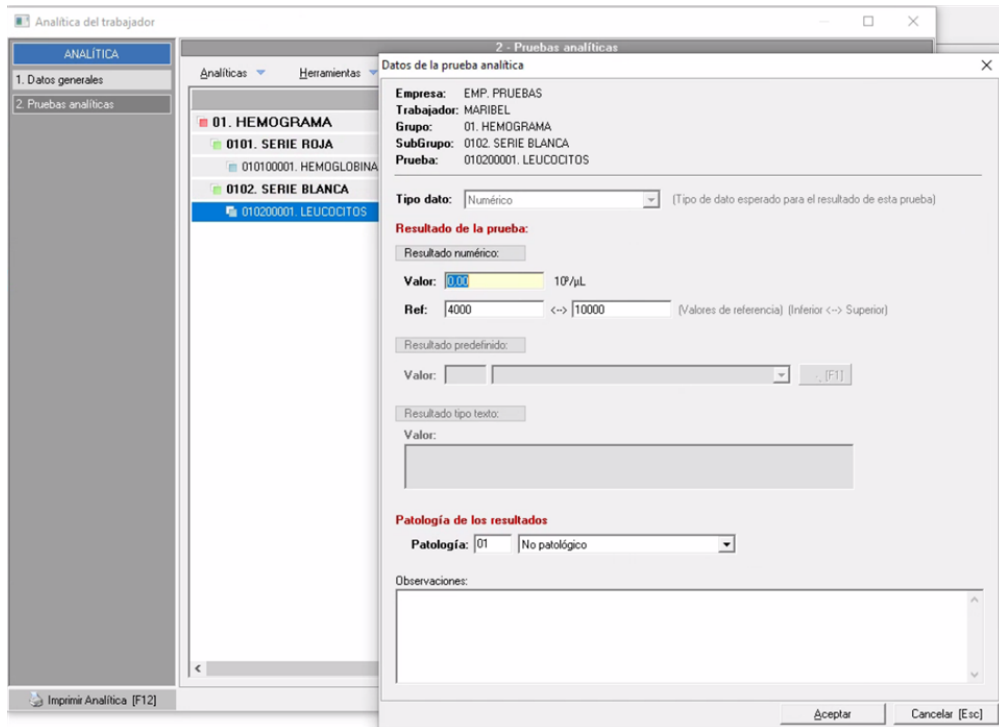 Analítica del trabajador
ANALÍTICA
1. Datos generales
2. Pruebas analíticas
Imprimir Analítica [F12]
2 - Pruebas analíticas
Analíticas
Herramientas
01. HEMOGRAMA
0101. SERIE ROJA
010100001. HEMOGLOBINA
0102. SERIE BLANCA
010200001. LEUCOCITOS
Datos de la prueba analítica
Empresa: EMP. PRUEBAS
Trabajador: MARIBEL
Grupo: 01. HEMOGRAMA
SubGrupo: 0102. SERIE BLANCA
Prueba: 010200001. LEUCOCITOS
Tipo dato: Numérico (Tipo de dato esperado para el resultado de esta prueba)
Resultado de la prueba:
Resultado numérico:
Valor: 0.00 10⁹/µL
Ref: 4000 <--> 10000 (Valores de referencia) (Inferior <--> Superior)
Resultado predefinido:
Valor: [F1]
Resultado tipo texto:
Valor:
Patología de los resultados
Patología: 01 No patológico
Observaciones:
Aceptar Cancelar [Esc]